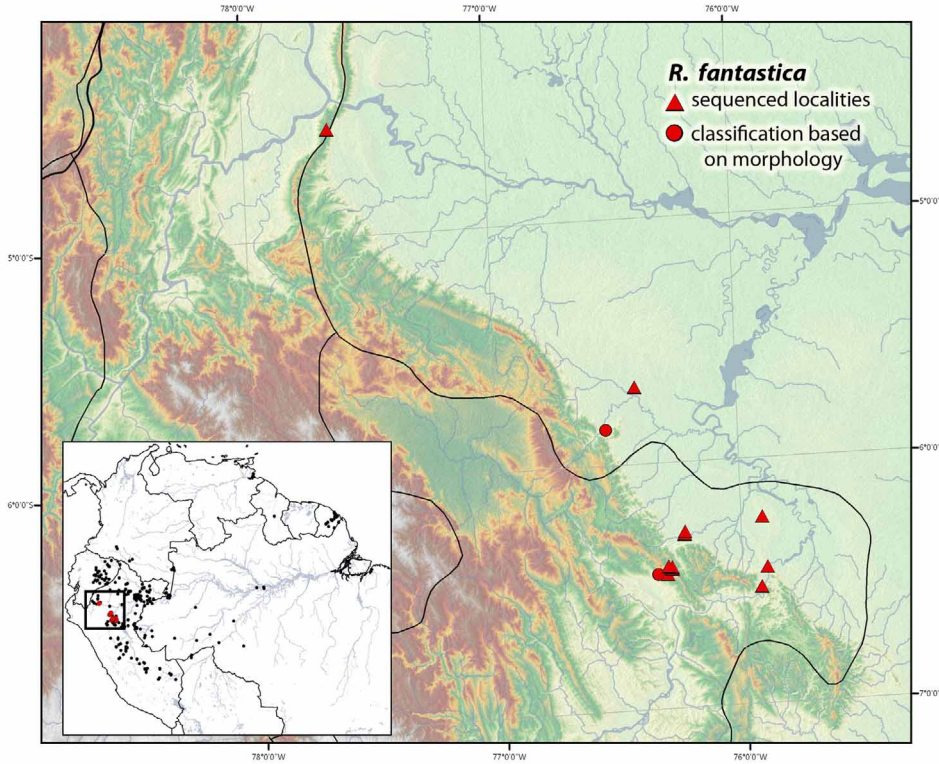 78°0'0"W
77°0'0"W
76°0'0"W
R. fantastica
sequenced localities
classification based
on morphology
5°0'0"S
5°0'0"S
6°0'0"S
6°0'0"S
7°0'0"S
78°0'0"W
77°0'0"W
76°0'0"W